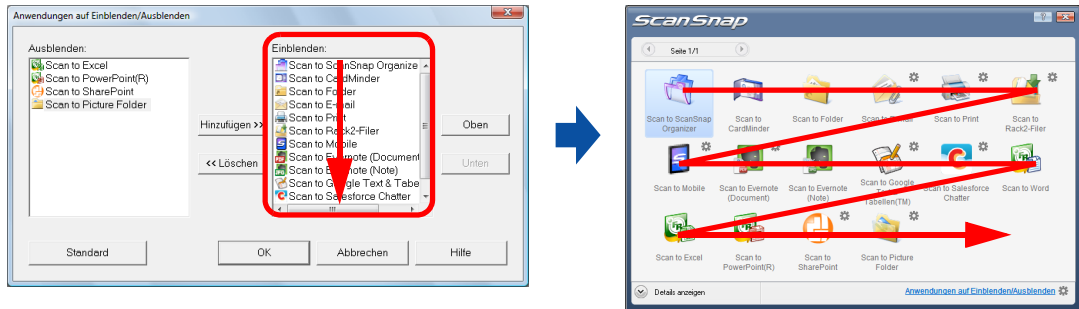 Anwendungen auf Einblenden/Ausblenden
Ausblenden:
Scan to Excel
Scan to PowerPoint(R)
Scan to SharePoint
Scan to Picture Folder
Hinzufügen >>
<< Löschen
Einblenden:
Scan to ScanSnap Organize
Scan to CardMinder
Scan to Folder
Scan to E-mail
Scan to Print
Scan to Rack2-Filer
Scan to Mobile
Scan to Evernote (Document
Scan to Evernote (Note)
Scan to Google Text & Tabe
Scan to Salesforce Chatter
Oben
Unten
Standard
OK
Abbrechen
Hilfe
ScanSnap
Seite 1/1
Scan to ScanSnap Organizer
Scan to CardMinder
Scan to Folder
Scan to E-mail
Scan to Print
Scan to Rack2-Filer
Scan to Mobile
Scan to Evernote (Document)
Scan to Evernote (Note)
Scan to Google Text & Tabellen(TM)
Scan to Salesforce Chatter
Scan to Word
Scan to Excel
Scan to PowerPoint(R)
Scan to SharePoint
Scan to Picture Folder
Details anzeigen
Anwendungen auf Einblenden/Ausblenden